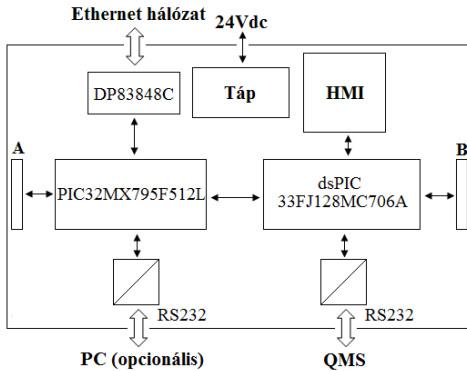 Ethernet hálózat
24Vdc
DP83848C
Táp
HMI
A
PIC32MX795F512L
dsPIC
33FJ128MC706A
B
RS232
RS232
PC (opcionális)
QMS